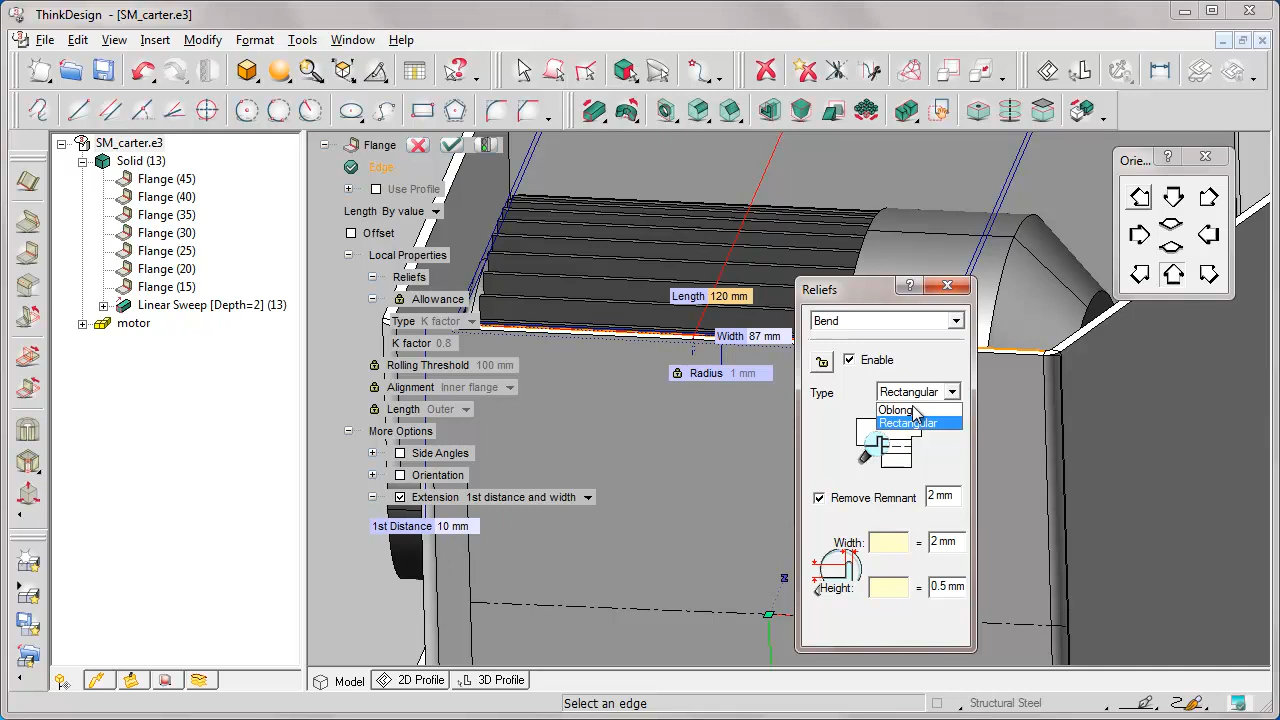 ThinkDesign - [SM_carter.e3]
File Edit View Insert Modify Format Tools Window Help
SM_carter.e3
Solid (13)
Flange (45)
Flange (40)
Flange (35)
Flange (30)
Flange (25)
Flange (20)
Flange (15)
Linear Sweep [Depth=2] (13)
motor
Flange
Edge
Use Profile
Length By value
Offset
Local Properties
Reliefs
Allowance
Type K factor
K factor 0.8
Rolling Threshold 100 mm
Alignment Inner flange
Length Outer
More Options
Side Angles
Orientation
Extension 1st distance and width
1st Distance 10 mm
Length 120 mm
Width 87 mm
Radius 1 mm
Orie...
Reliefs
Bend
Enable
Type Rectangular
Oblong
Rectangular
Remove Remnant 2 mm
Width: = 2 mm
Height: = 0.5 mm
Model 2D Profile 3D Profile
Select an edge
Structural Steel